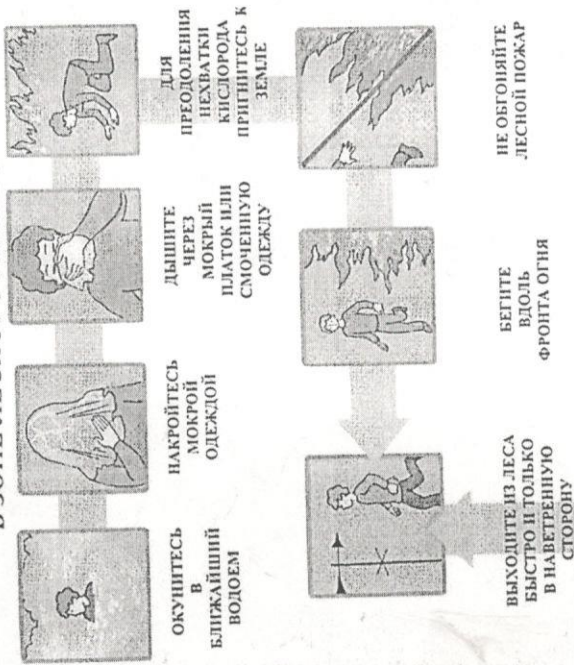 ОКУНИТЕСЬ
В
БЛИЖАЙШИЙ
ВОДОЕМ
НАКРОЙТЕСЬ
МОКРОЙ
ОДЕЖДОЙ
ДЫШИТЕ
ЧЕРЕЗ
МОКРЫЙ
ПЛАТОК ИЛИ
СМОЧЕННУЮ
ОДЕЖДУ
ДЛЯ
ПРЕОДОЛЕНИЯ
НЕХВАТКИ
КИСЛОРОДА
ПРИГНИТЕСЬ К
ЗЕМЛЕ
ВЫХОДИТЕ ИЗ ЛЕСА
БЫСТРО И ТОЛЬКО
В НАВЕТРЕННУЮ
СТОРОНУ
БЕГИТЕ
ВДОЛЬ
ФРОНТА ОГНЯ
НЕ ОБГОНЯЙТЕ
ЛЕСНОЙ ПОЖАР